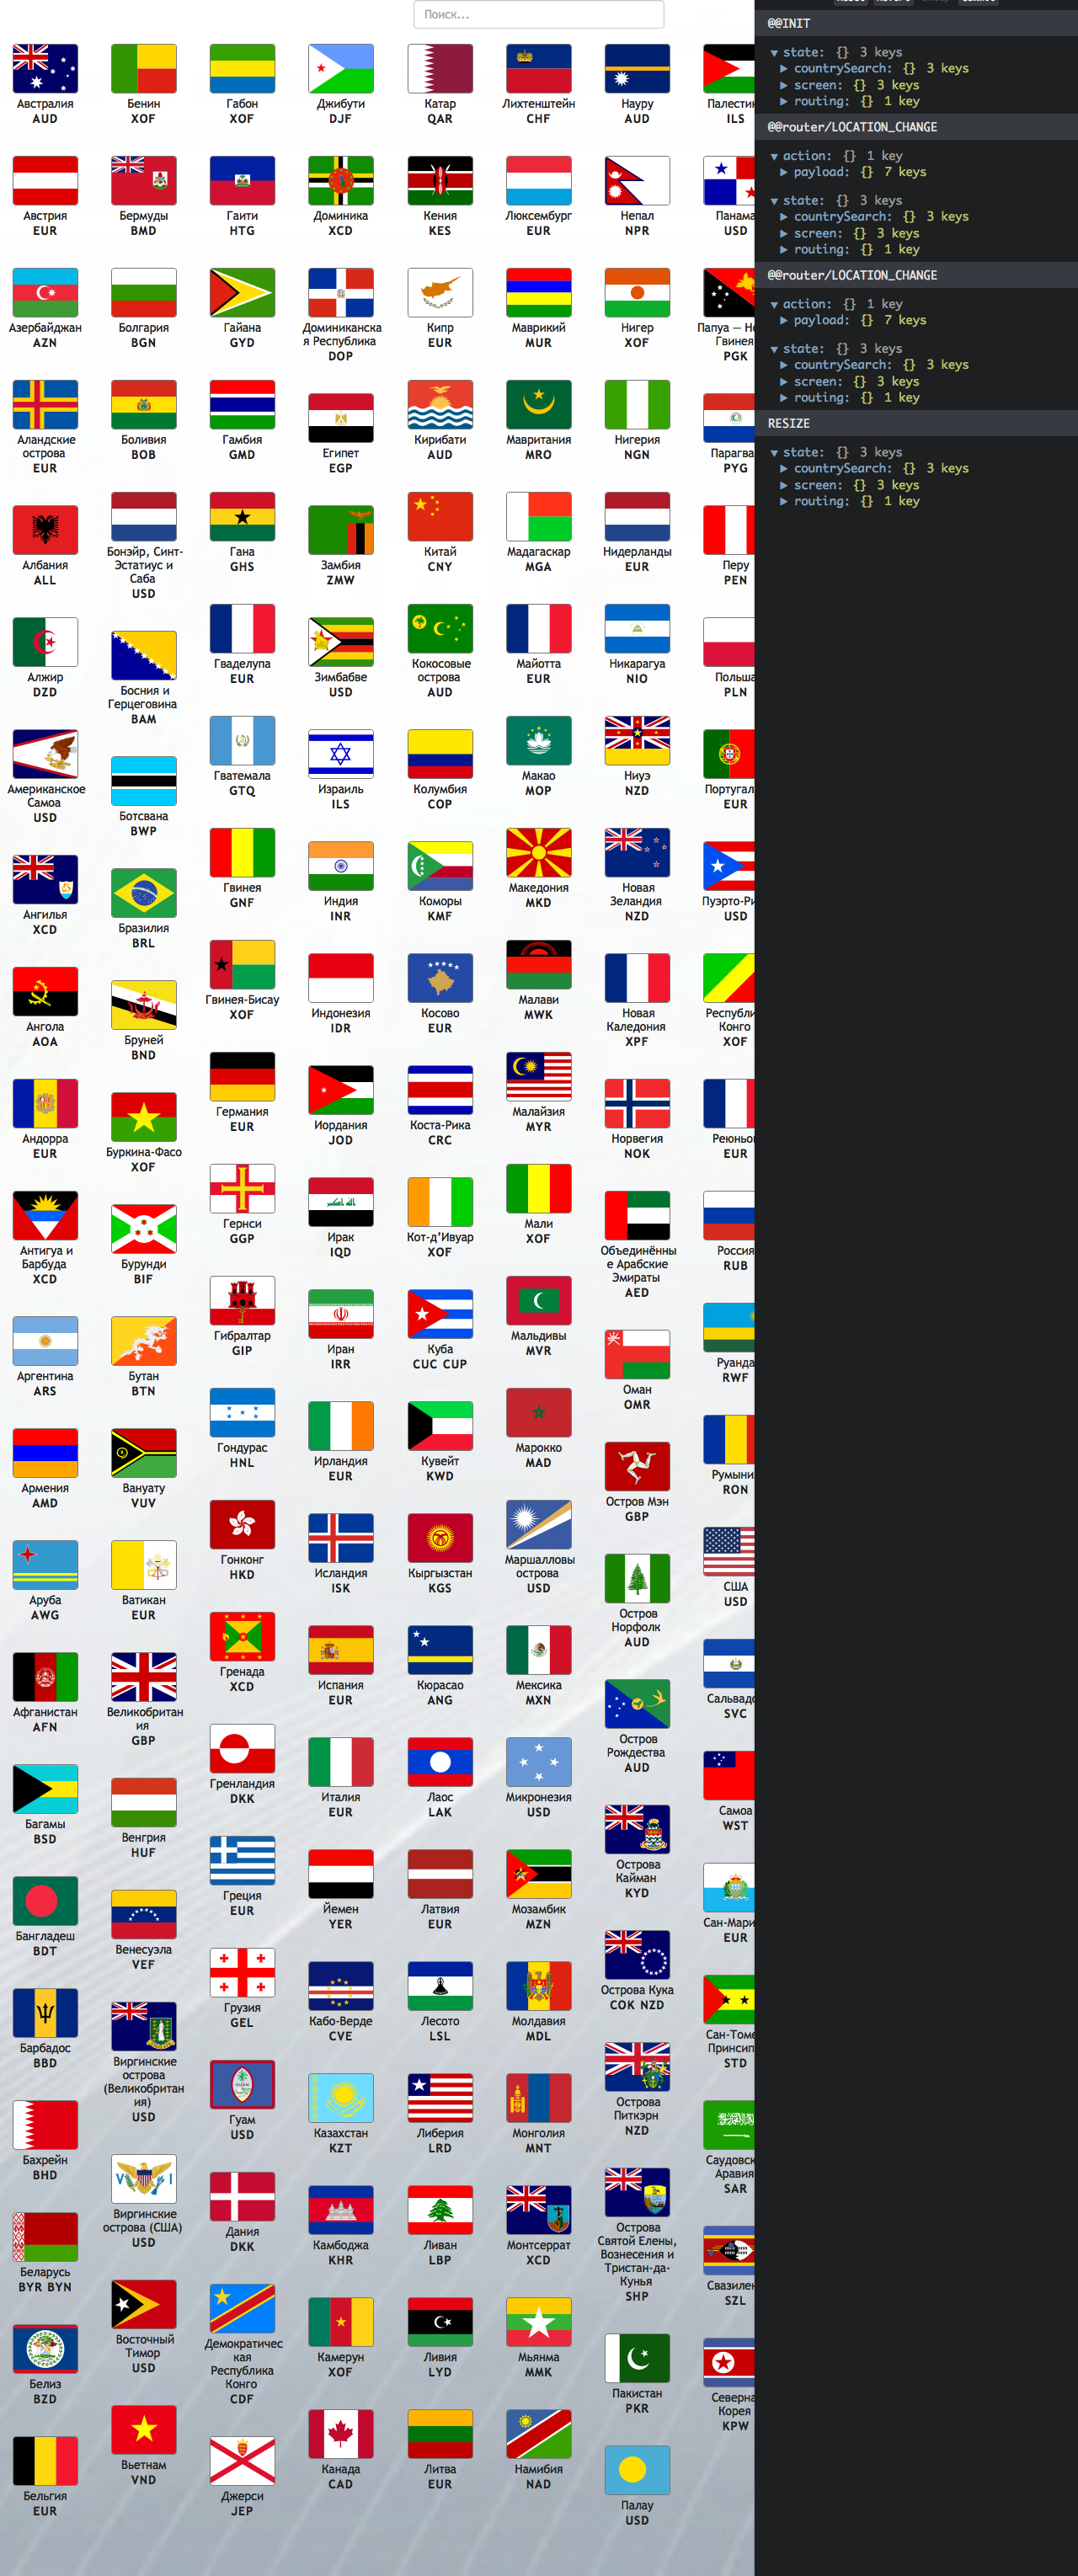 Поиск...
Австралия
AUD
Австрия
EUR
Азербайджан
AZN
Аландские
острова
EUR
Албания
ALL
Алжир
DZD
Американское
Самоа
USD
Ангилья
XCD
Ангола
AOA
Андорра
EUR
Антигуа и
Барбуда
XCD
Аргентина
ARS
Армения
AMD
Аруба
AWG
Афганистан
AFN
Багамы
BSD
Бангладеш
BDT
Барбадос
BBD
Бахрейн
BHD
Беларусь
BYR BYN
Белиз
BZD
Бельгия
EUR
Бенин
XOF
Бермуды
BMD
Болгария
BGN
Боливия
BOB
Бонэйр, Синт-
Эстатиус и
Саба
USD
Босния и
Герцеговина
BAM
Ботсвана
BWP
Бразилия
BRL
Бруней
BND
Буркина-Фасо
XOF
Бурунди
BIF
Бутан
BTN
Вануату
VUV
Ватикан
EUR
Великобритан
ия
GBP
Венгрия
HUF
Венесуэла
VEF
Виргинские
острова
(Великобритан
ия)
USD
Виргинские
острова (США)
USD
Восточный
Тимор
USD
Вьетнам
VND
Габон
XOF
Гаити
HTG
Гайана
GYD
Гамбия
GMD
Гана
GHS
Гваделупа
EUR
Гватемала
GTQ
Гвинея
GNF
Гвинея-Бисау
XOF
Германия
EUR
Гернси
GGP
Гибралтар
GIP
Гондурас
HNL
Гонконг
HKD
Гренада
XCD
Гренландия
DKK
Греция
EUR
Грузия
GEL
Гуам
USD
Дания
DKK
Демократичес
кая
Республика
Конго
CDF
Джерси
JEP
Джибути
DJF
Доминика
XCD
Доминиканска
я Республика
DOP
Египет
EGP
Замбия
ZMW
Зимбабве
USD
Израиль
ILS
Индия
INR
Индонезия
IDR
Иордания
JOD
Ирак
IQD
Иран
IRR
Ирландия
EUR
Исландия
ISK
Испания
EUR
Италия
EUR
Йемен
YER
Кабо-Верде
CVE
Казахстан
KZT
Камбоджа
KHR
Камерун
XOF
Канада
CAD
Катар
QAR
Кения
KES
Кипр
EUR
Кирибати
AUD
Китай
CNY
Кокосовые
острова
AUD
Колумбия
COP
Коморы
KMF
Косово
EUR
Коста-Рика
CRC
Кот-д’Ивуар
XOF
Куба
CUC CUP
Кувейт
KWD
Кыргызстан
KGS
Кюрасао
ANG
Лаос
LAK
Латвия
EUR
Лесото
LSL
Либерия
LRD
Ливан
LBP
Ливия
LYD
Литва
EUR
Лихтенштейн
CHF
Люксембург
EUR
Маврикий
MUR
Мавритания
MRO
Мадагаскар
MGA
Майотта
EUR
Макао
MOP
Македония
MKD
Малави
MWK
Малайзия
MYR
Мали
XOF
Мальдивы
MVR
Марокко
MAD
Маршалловы
острова
USD
Мексика
MXN
Микронезия
USD
Мозамбик
MZN
Молдавия
MDL
Монголия
MNT
Монтсеррат
XCD
Мьянма
MMK
Намибия
NAD
Науру
AUD
Непал
NPR
Нигер
XOF
Нигерия
NGN
Нидерланды
EUR
Никарагуа
NIO
Ниуэ
NZD
Новая
Зеландия
NZD
Новая
Каледония
XPF
Норвегия
NOK
Объединённы
е Арабские
Эмираты
AED
Оман
OMR
Остров Мэн
GBP
Остров
Норфолк
AUD
Остров
Рождества
AUD
Острова
Кайман
KYD
Острова Кука
COK NZD
Острова
Питкэрн
NZD
Острова
Святой Елены,
Вознесения и
Тристан-да-
Кунья
SHP
Пакистан
PKR
Палау
USD
Палести
ILS
Панама
USD
Папуа — Но
Гвинея
PGK
Парагва
PYG
Перу
PEN
Польша
PLN
Португал
EUR
Пуэрто-Ри
USD
Республи
Конго
XOF
Реюньо
EUR
Россия
RUB
Руанда
RWF
Румыни
RON
США
USD
Сальвадо
SVC
Самоа
WST
Сан-Мари
EUR
Сан-Томе
Принсип
STD
Саудовск
Аравия
SAR
Свазилен
SZL
Северна
Корея
KPW
@@INIT
state: {} 3 keys
countrySearch: {} 3 keys
screen: {} 3 keys
routing: {} 1 key
@@router/LOCATION_CHANGE
action: {} 1 key
payload: {} 7 keys
state: {} 3 keys
countrySearch: {} 3 keys
screen: {} 3 keys
routing: {} 1 key
@@router/LOCATION_CHANGE
action: {} 1 key
payload: {} 7 keys
state: {} 3 keys
countrySearch: {} 3 keys
screen: {} 3 keys
routing: {} 1 key
RESIZE
state: {} 3 keys
countrySearch: {} 3 keys
screen: {} 3 keys
routing: {} 1 key